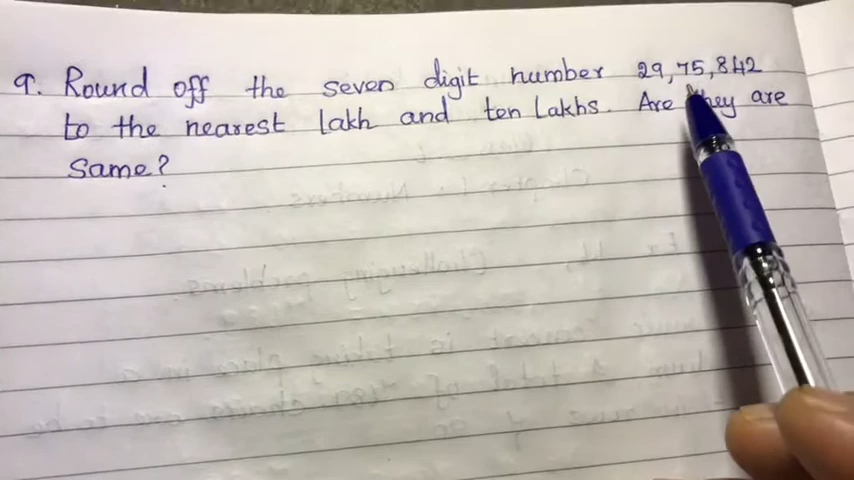 9. Round off the seven digit number 29,75,842
to the nearest lakh and ten Lakhs. Are they are
same?